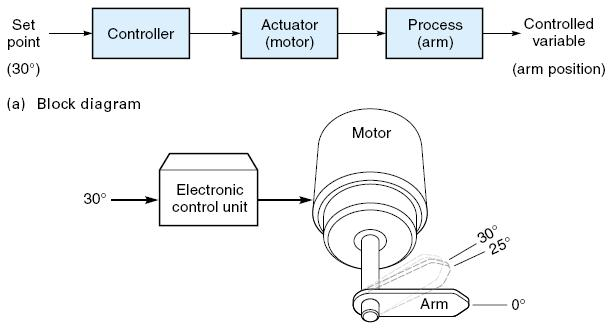 Set
point
(30°)
Controller
Actuator
(motor)
Process
(arm)
Controlled
variable
(arm position)
(a) Block diagram
Motor
30°
Electronic
control unit
30°
25°
Arm
0°